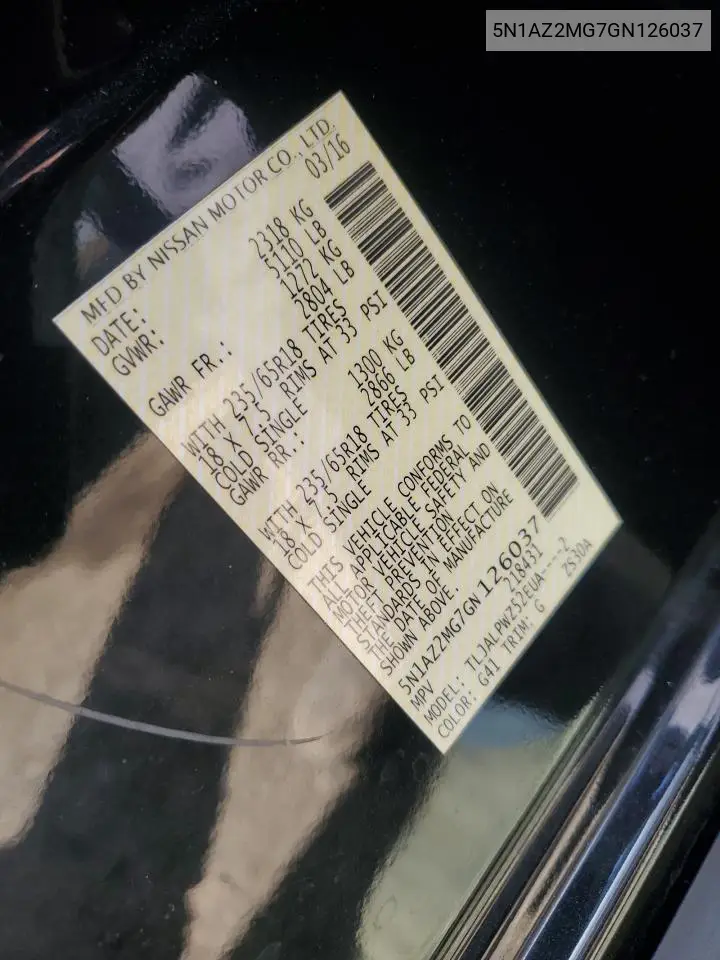 5N1AZ2MG7GN126037
MFD BY NISSAN MOTOR CO., LTD.
DATE: 03/16
GVWR: 2318 KG
5110 LB
GAWR FR.: 1272 KG
2804 LB
WITH 235/65R18 TIRES
18 X 7.5 RIMS AT 33 PSI
COLD SINGLE
GAWR RR.: 1300 KG
2866 LB
WITH 235/65R18 TIRES
18 X 7.5 RIMS AT 33 PSI
COLD SINGLE
THIS VEHICLE CONFORMS TO
ALL APPLICABLE FEDERAL
MOTOR VEHICLE SAFETY AND
THEFT PREVENTION
STANDARDS IN EFFECT ON
THE DATE OF MANUFACTURE
SHOWN ABOVE.
5N1AZ2MG7GN126037
MPV 218431
MODEL: TLJALPWZ52EUA----2
COLOR: G41 TRIM: G ZS30A